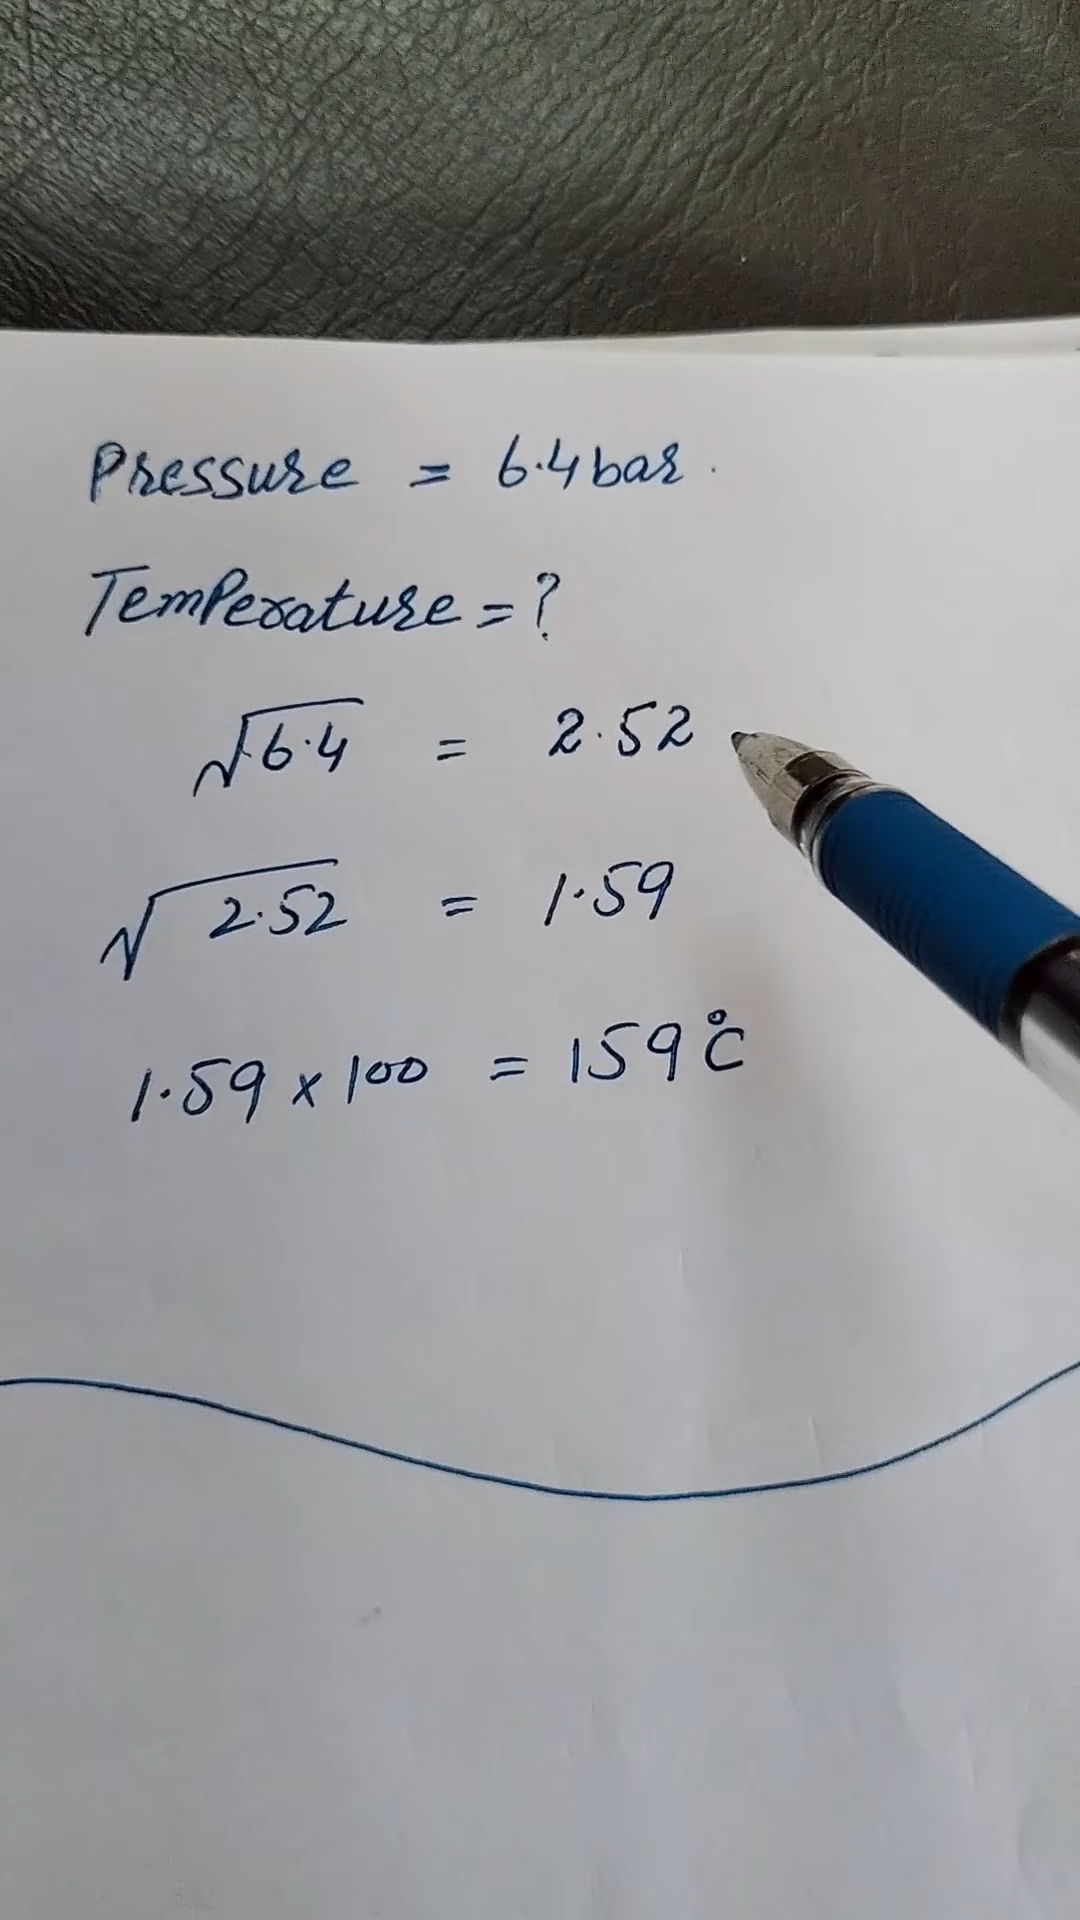 Pressure = 6.4 bar.
Temperature = ?
√6.4 = 2.52
√2.52 = 1.59
1.59 x 100 = 159°C